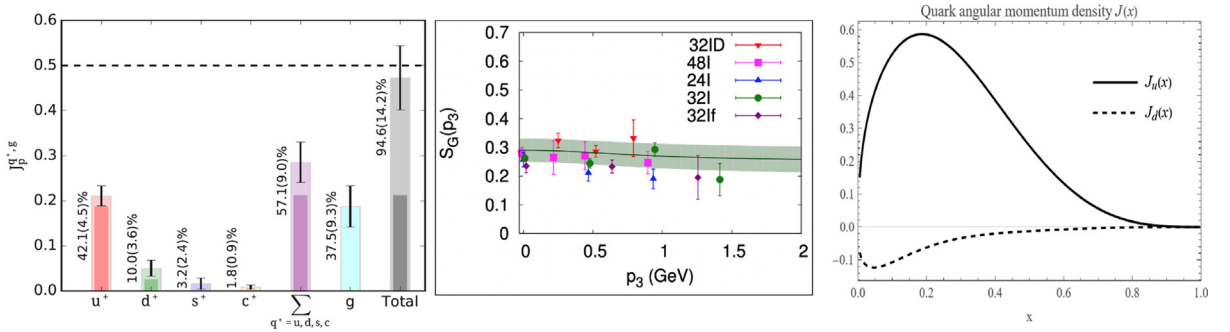 0.6
0.5
0.4
0.3
0.2
0.1
0.0
J_p^{q⁺, g}
42.1(4.5)%
10.0(3.6)%
3.2(2.4)%
1.8(0.9)%
57.1(9.0)%
37.5(9.3)%
94.6(14.2)%
u⁺ d⁺ s⁺ c⁺ ∑ g Total
q⁺ = u, d, s, c
0.7
0.6
0.5
0.4
0.3
0.2
0.1
0
S_G(p_3)
32ID
48I
24I
32I
32If
0 0.5 1 1.5 2
p_3 (GeV)
Quark angular momentum density J(x)
0.6
0.5
0.4
0.3
0.2
0.1
0.0
-0.1
J_u(x)
J_d(x)
0.0 0.2 0.4 0.6 0.8 1.0
x